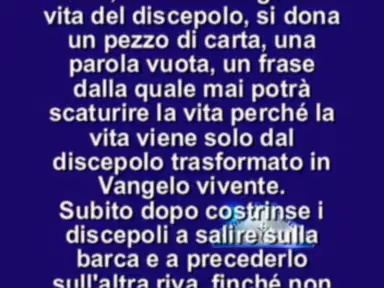 vita del discepolo, si dona
un pezzo di carta, una
parola vuota, un frase
dalla quale mai potrà
scaturire la vita perché la
vita viene solo dal
discepolo trasformato in
Vangelo vivente.
Subito dopo costrinse i
discepoli a salire sulla
barca e a precederlo
sull'altra riva, finché non